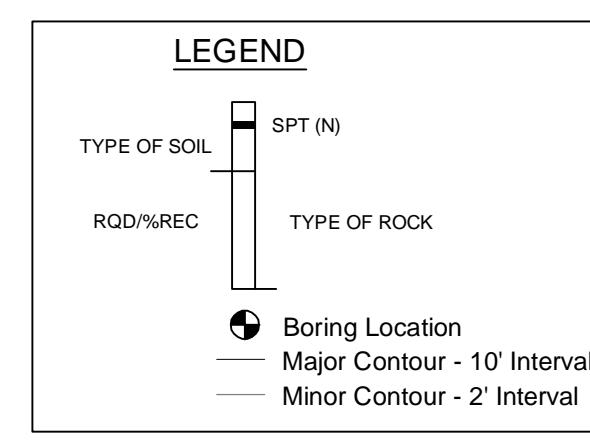 LEGEND
SPT (N)
TYPE OF SOIL
RQD/%REC
TYPE OF ROCK
Boring Location
Major Contour - 10' Interval
Minor Contour - 2' Interval